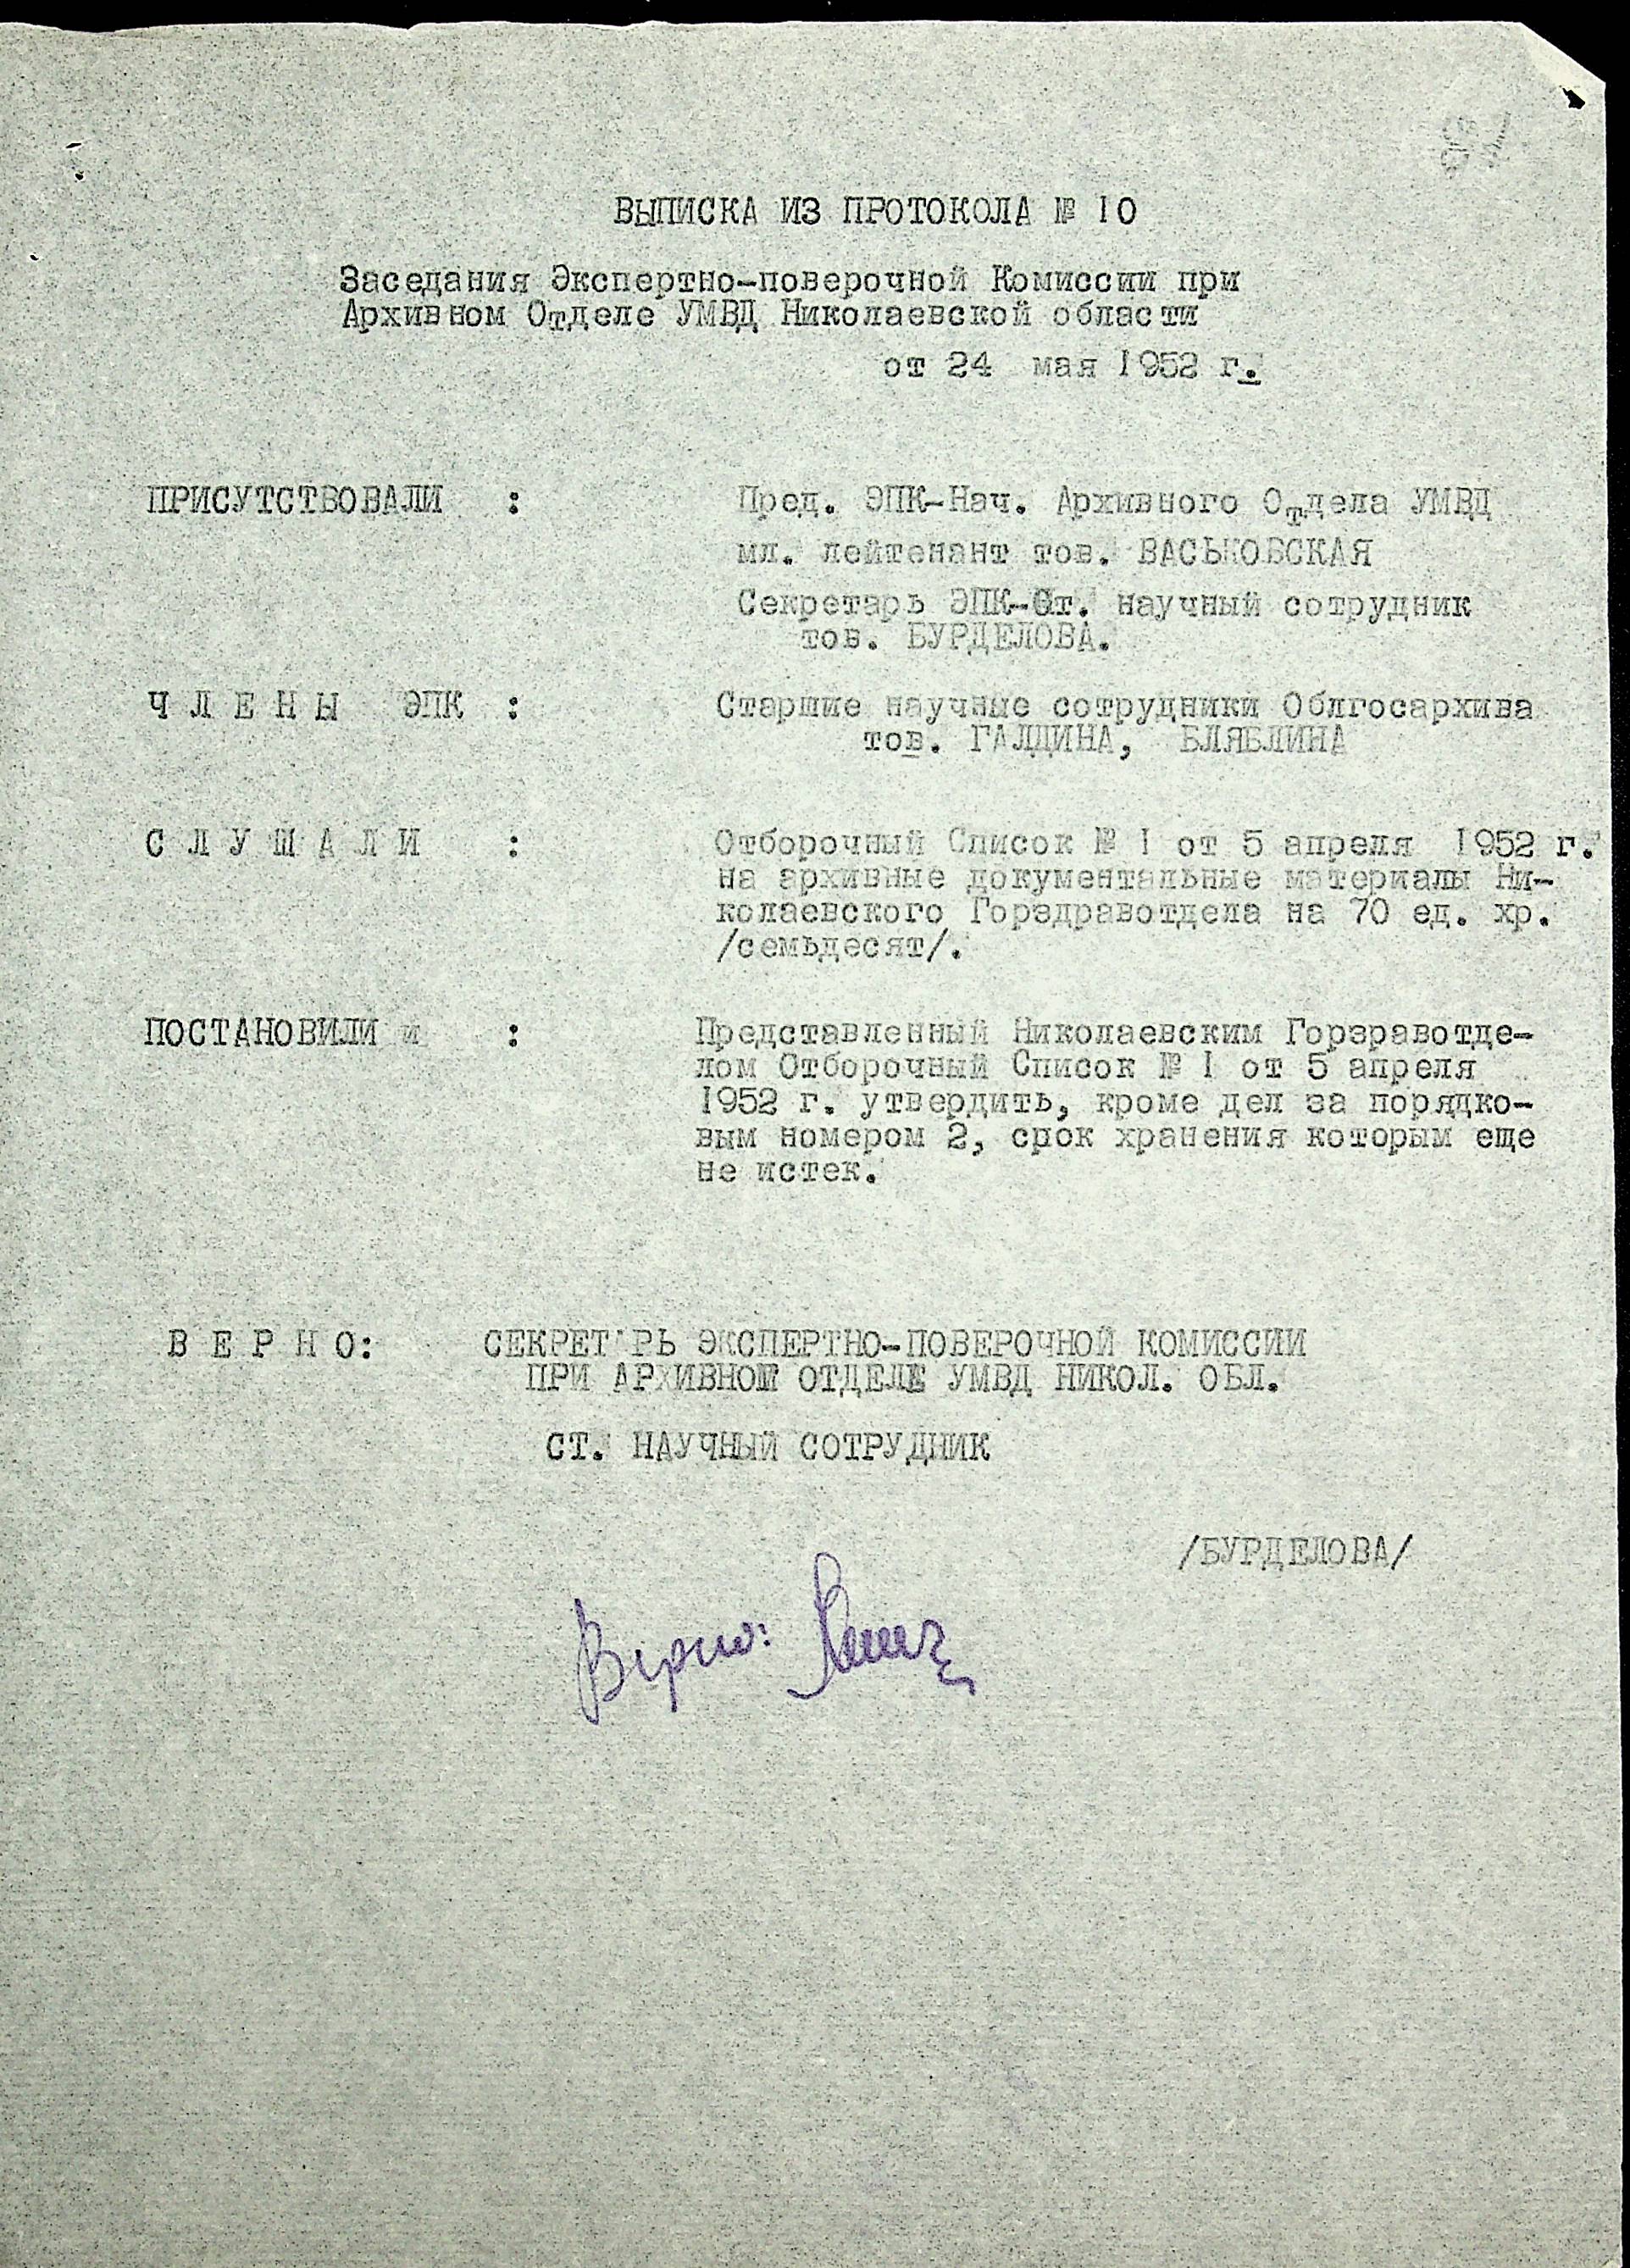 ВЫПИСКА ИЗ ПРОТОКОЛА № 10
Заседания Экспертно-поверочной Комиссии при
Архивном Отделе УМВД Николаевской области
от 24 мая 1952 г.
ПРИСУТСТВОВАЛИ : Пред. ЭПК-Нач. Архивного Отдела УМВД
мл. лейтенант тов. ВАСЬКОВСКАЯ
Секретарь ЭПК-Ст. научный сотрудник
тов. БУРДЕЛОВА.
Ч Л Е Н Ы ЭПК : Старшие научные сотрудники Облгосархива
тов. ГАЛДИНА, БЛЯБЛИНА
С Л У Ш А Л И : Отборочный Список № 1 от 5 апреля 1952 г.
на архивные документальные материалы Ни-
колаевского Горздравотдела на 70 ед. хр.
/семьдесят/.
ПОСТАНОВИЛИ и : Представленный Николаевским Горзравотде-
лом Отборочный Список № 1 от 5 апреля
1952 г. утвердить, кроме дел за порядко-
вым номером 2, срок хранения которым еще
не истек.
В Е Р Н О: СЕКРЕТАРЬ ЭКСПЕРТНО-ПОВЕРОЧНОЙ КОМИССИИ
ПРИ АРХИВНОМ ОТДЕЛЕ УМВД НИКОЛ. ОБЛ.
СТ. НАУЧНЫЙ СОТРУДНИК
/БУРДЕЛОВА/
Верно: